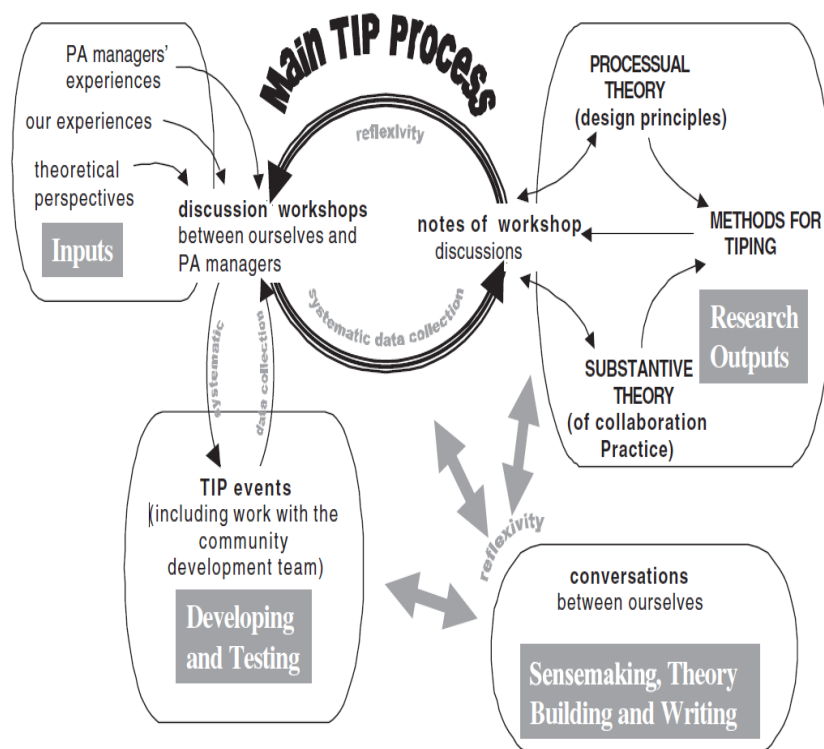 Main TIP Process
PA managers'
experiences
our experiences
theoretical
perspectives
Inputs
discussion workshops
between ourselves and
PA managers
reflexivity
systematic data collection
notes of workshop
discussions
PROCESSUAL
THEORY
(design principles)
METHODS FOR
TIPING
Research
Outputs
SUBSTANTIVE
THEORY
(of collaboration
Practice)
systematic
data collection
TIP events
(including work with the
community
development team)
Developing
and Testing
reflexivity
conversations
between ourselves
Sensemaking, Theory
Building and Writing